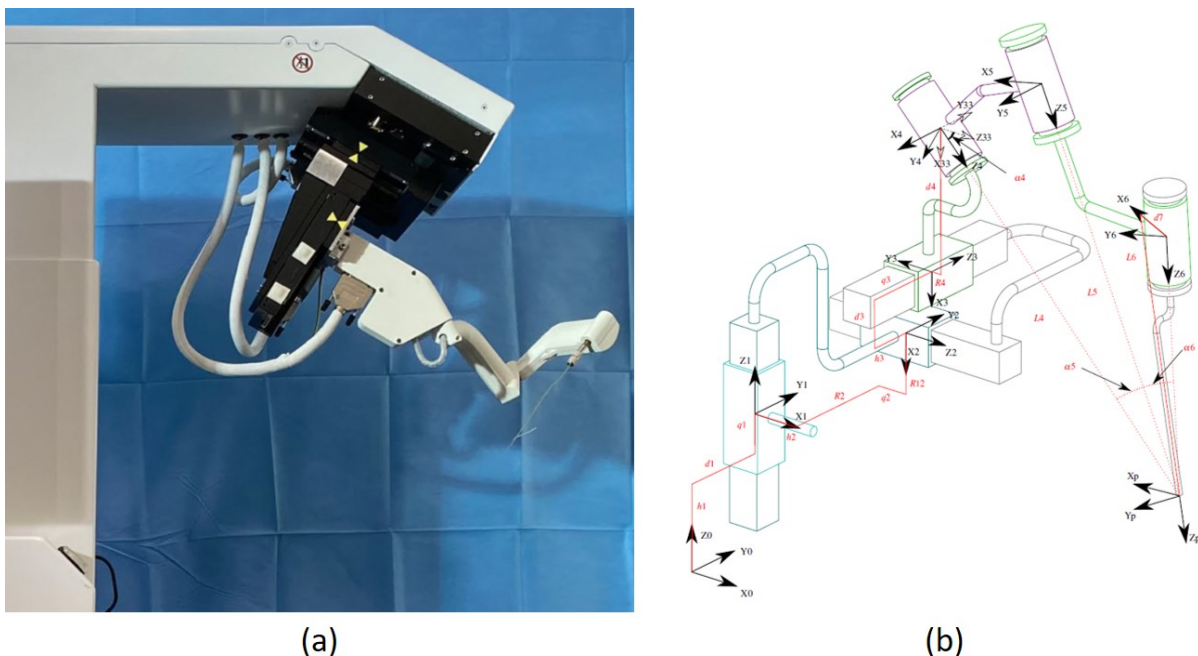 X5
Y5
Z5
Y33
Z33
X4
Y4
X33
Z4
α4
d4
X6
d7
Y6
L6
Z6
Y3
Z3
q3
R4
X3
d3
Y2
L5
L4
h3
X2
Z2
Z1
R12
α6
α5
Y1
R2
q2
X1
q3
h2
d1
Xp
Yp
h1
Zp
Z0
Y0
X0
(a)
(b)